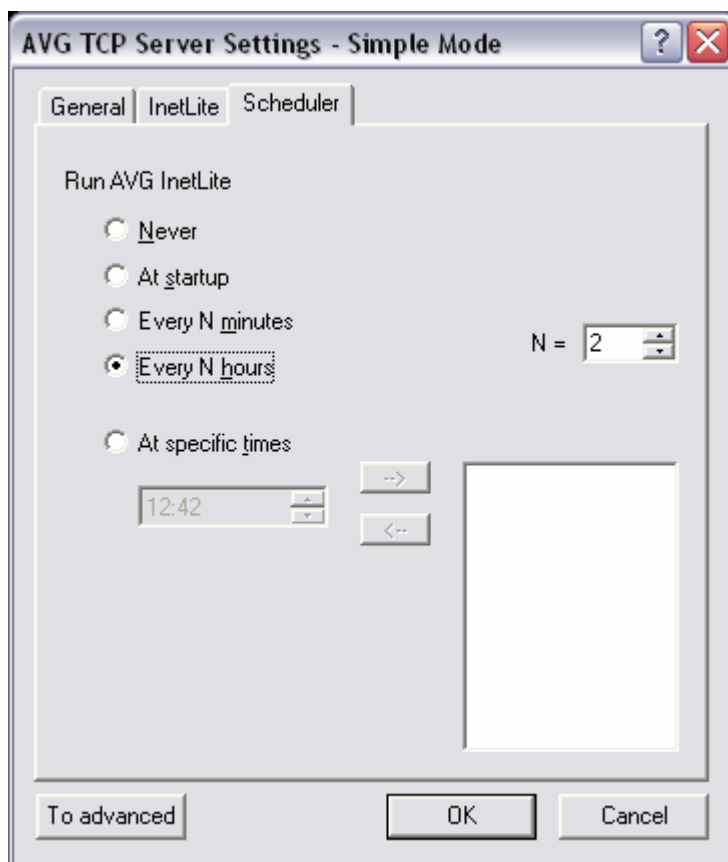 AVG TCP Server Settings - Simple Mode
?
General InetLite Scheduler
Run AVG InetLite
Never
At startup
Every N minutes
N = 2
Every N hours
At specific times
-->
12:42
<--
To advanced OK Cancel